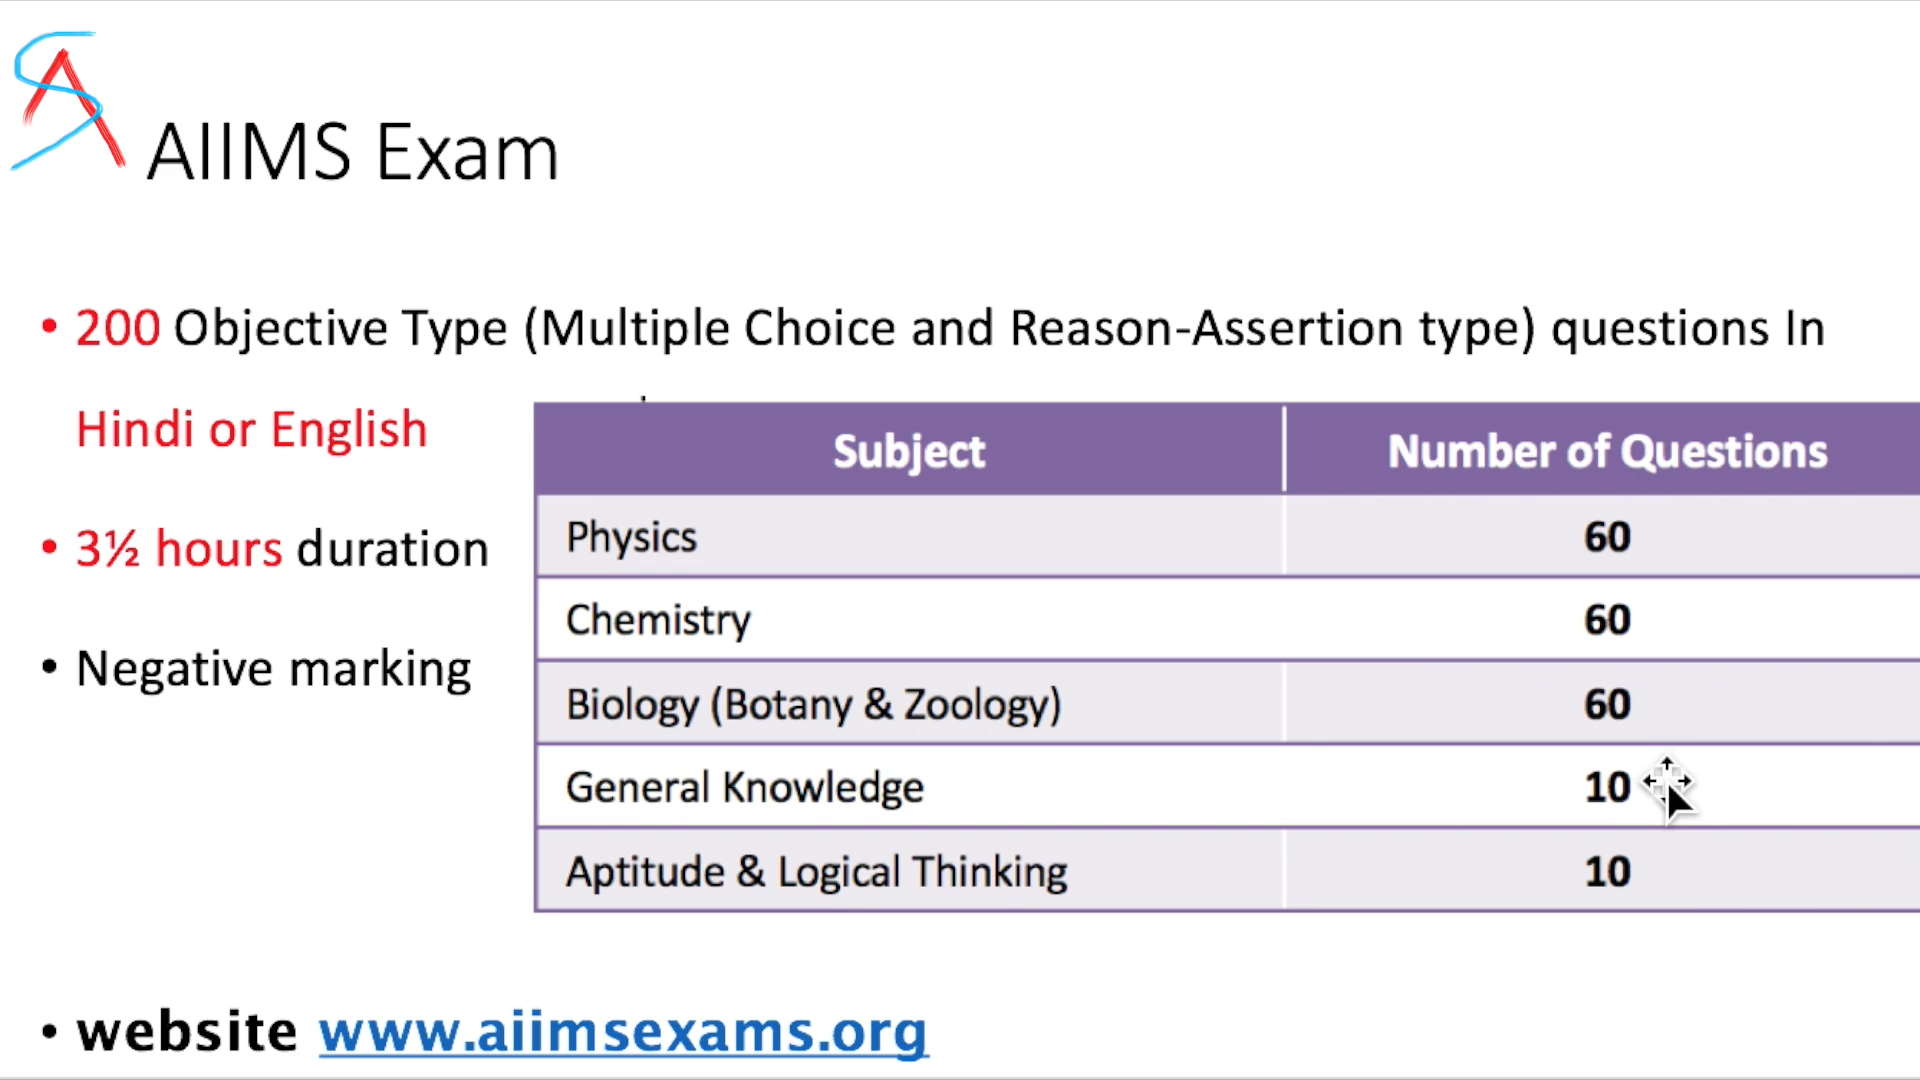 SA
AIIMS Exam
• 200 Objective Type (Multiple Choice and Reason-Assertion type) questions In
Hindi or English
• 3½ hours duration
• Negative marking
Subject Number of Questions
Physics 60
Chemistry 60
Biology (Botany & Zoology) 60
General Knowledge 10
Aptitude & Logical Thinking 10
• website www.aiimsexams.org